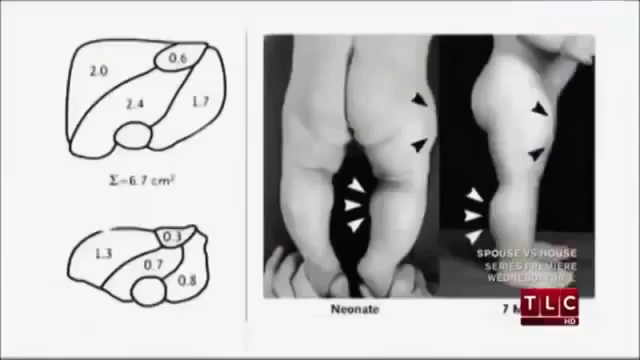 2.0
0.6
2.4
1.7
Σ=6.7 cm²
1.3
0.3
0.7
0.8
Neonate
7
SPOUSE VS HOUSE
SERIES PREMIERE
TLC
HD